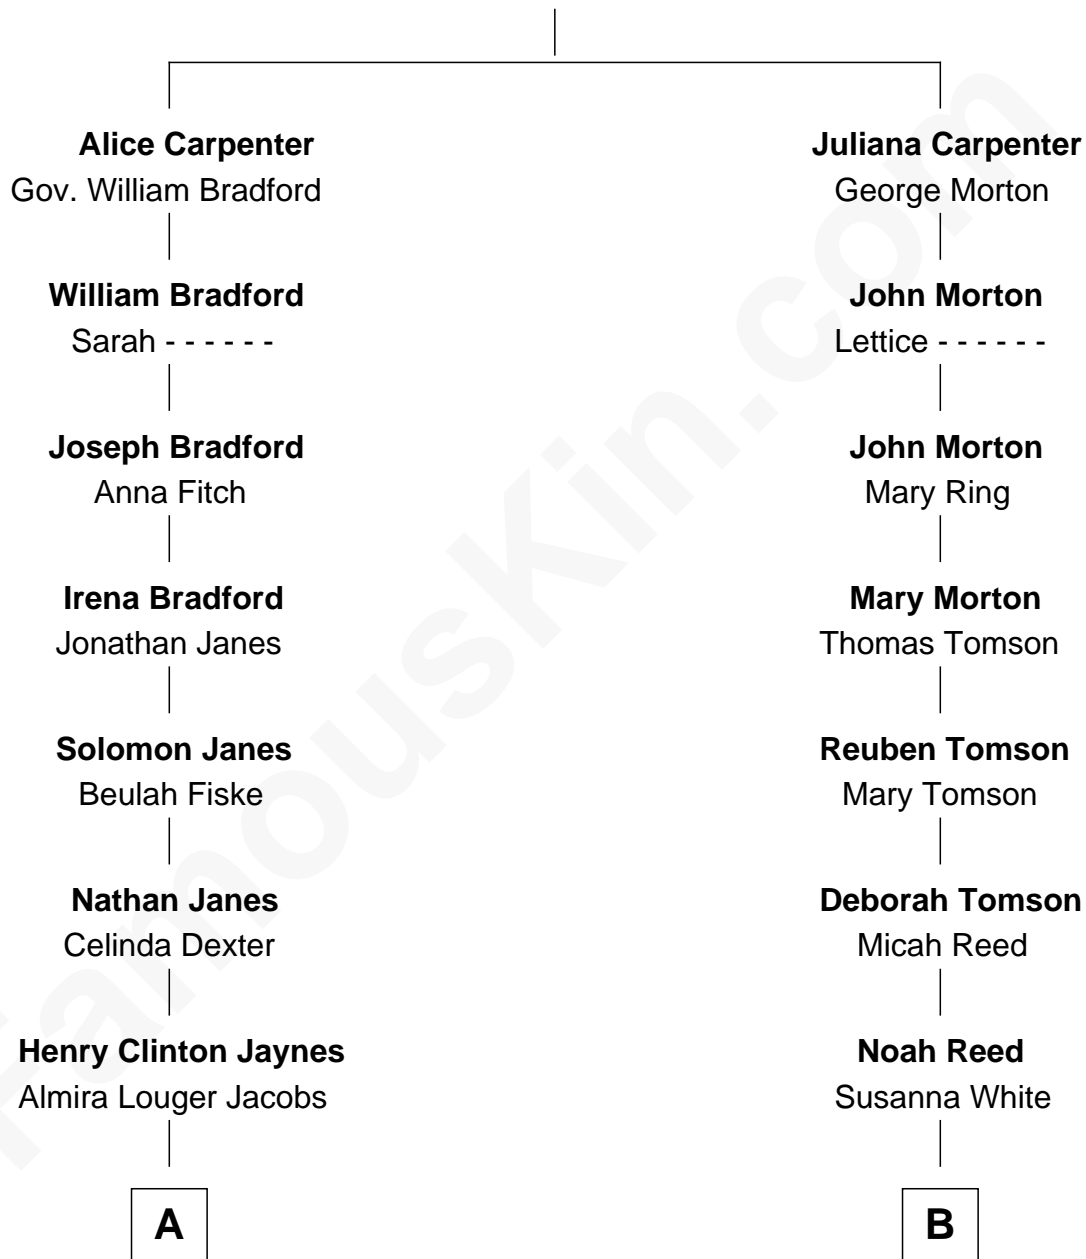 Alice Carpenter
Gov. William Bradford
William Bradford
Sarah - - - - - -
Joseph Bradford
Anna Fitch
Irena Bradford
Jonathan Janes
Solomon Janes
Beulah Fiske
Nathan Janes
Celinda Dexter
Henry Clinton Jaynes
Almira Louger Jacobs
A
Juliana Carpenter
George Morton
John Morton
Lettice - - - - - -
John Morton
Mary Ring
Mary Morton
Thomas Tomson
Reuben Tomson
Mary Tomson
Deborah Tomson
Micah Reed
Noah Reed
Susanna White
B
FamousKin.com